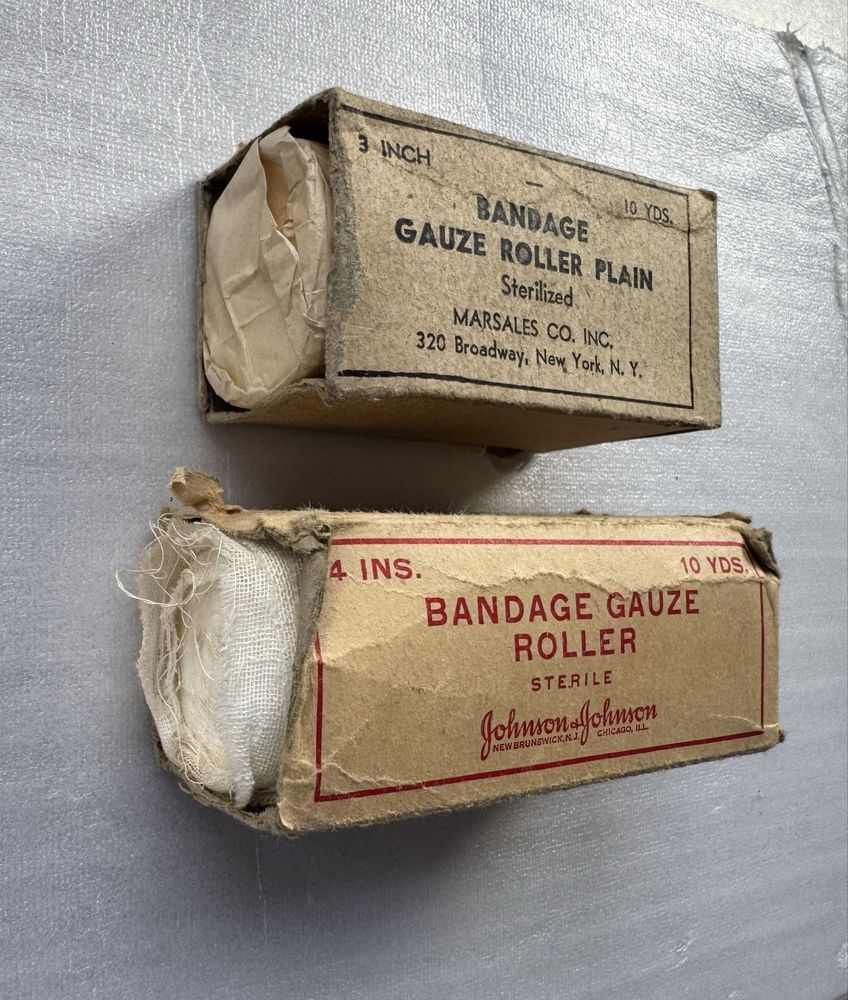 3 INCH
10 YDS.
BANDAGE
GAUZE ROLLER PLAIN
Sterilized
MARSALES CO. INC.
320 Broadway, New York, N. Y.
4 INS.
10 YDS.
BANDAGE GAUZE
ROLLER
STERILE
Johnson & Johnson
NEW BRUNSWICK, N.J. CHICAGO, ILL.